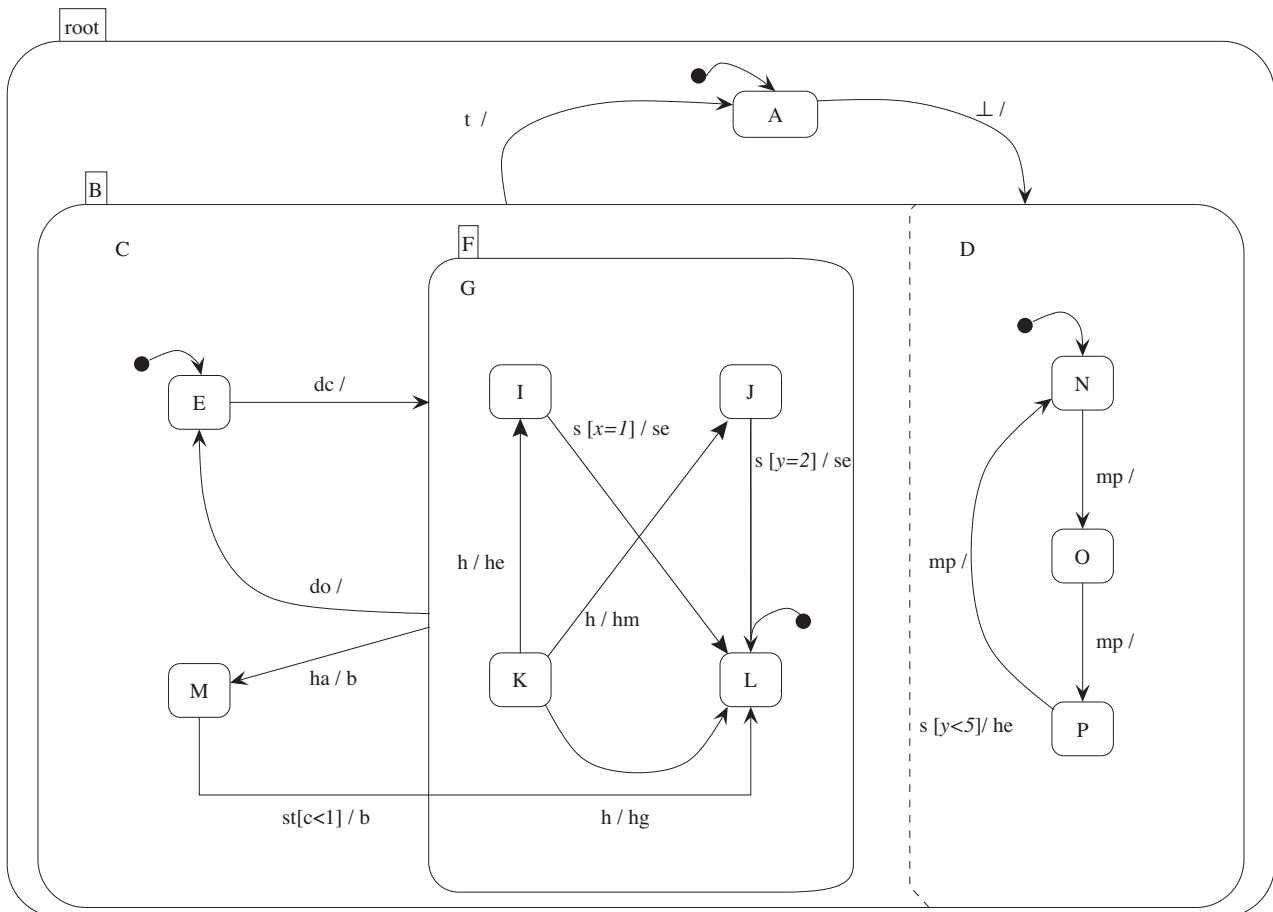 root
A
t /
⊥ /
B
C
F
D
G
E
dc /
I
J
N
s [x=1] / se
s [y=2] / se
mp /
h / he
O
mp /
do /
h / hm
mp /
M
ha / b
K
L
s [y<5]/ he
P
st[c<1] / b
h / hg